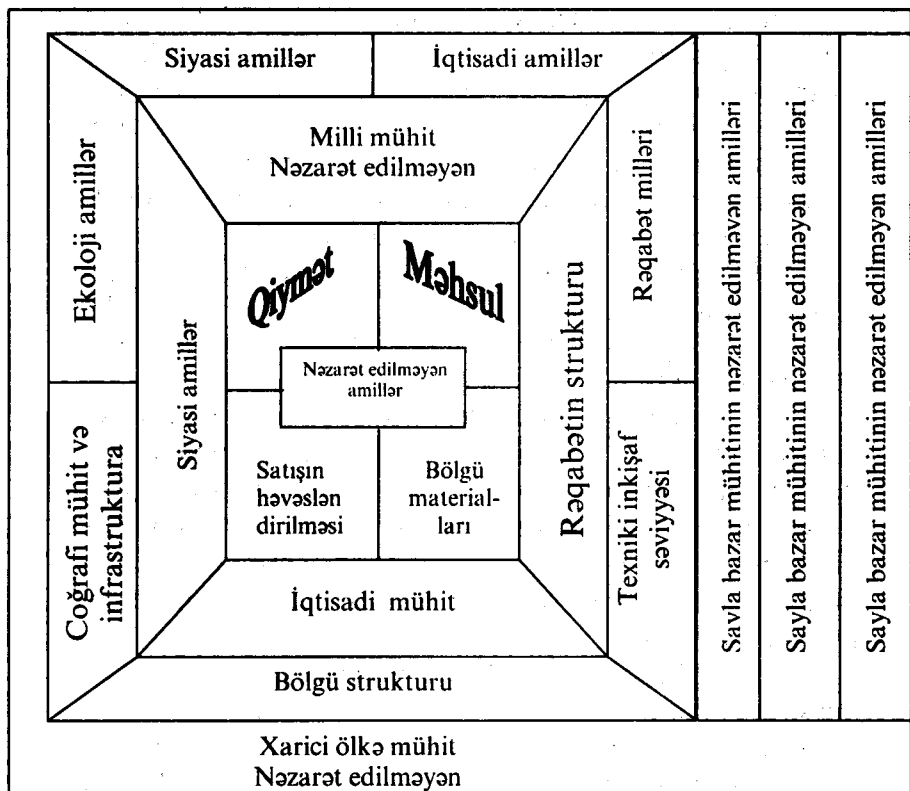 Siyasi amillər
İqtisadi amillər
Milli mühit
Nəzarət edilməyən
Ekoloji amillər
Siyasi amillər
Qiymət
Məhsul
Nəzarət edilməyən
amillər
Satışın
həvəslən
dirilməsi
Bölgü
material-
ları
Rəqabətin strukturu
Rəqabət milləri
Coğrafi mühit və
infrastruktura
Texniki inkişaf
səviyyəsi
İqtisadi mühit
Bölgü strukturu
Savla bazar mühitinin nəzarət edilməvən amilləri
Sayla bazar mühitinin nəzarət edilməyən amilləri
Sayla bazar mühitinin nəzarət edilməyən amilləri
Xarici ölkə mühit
Nəzarət edilməyən